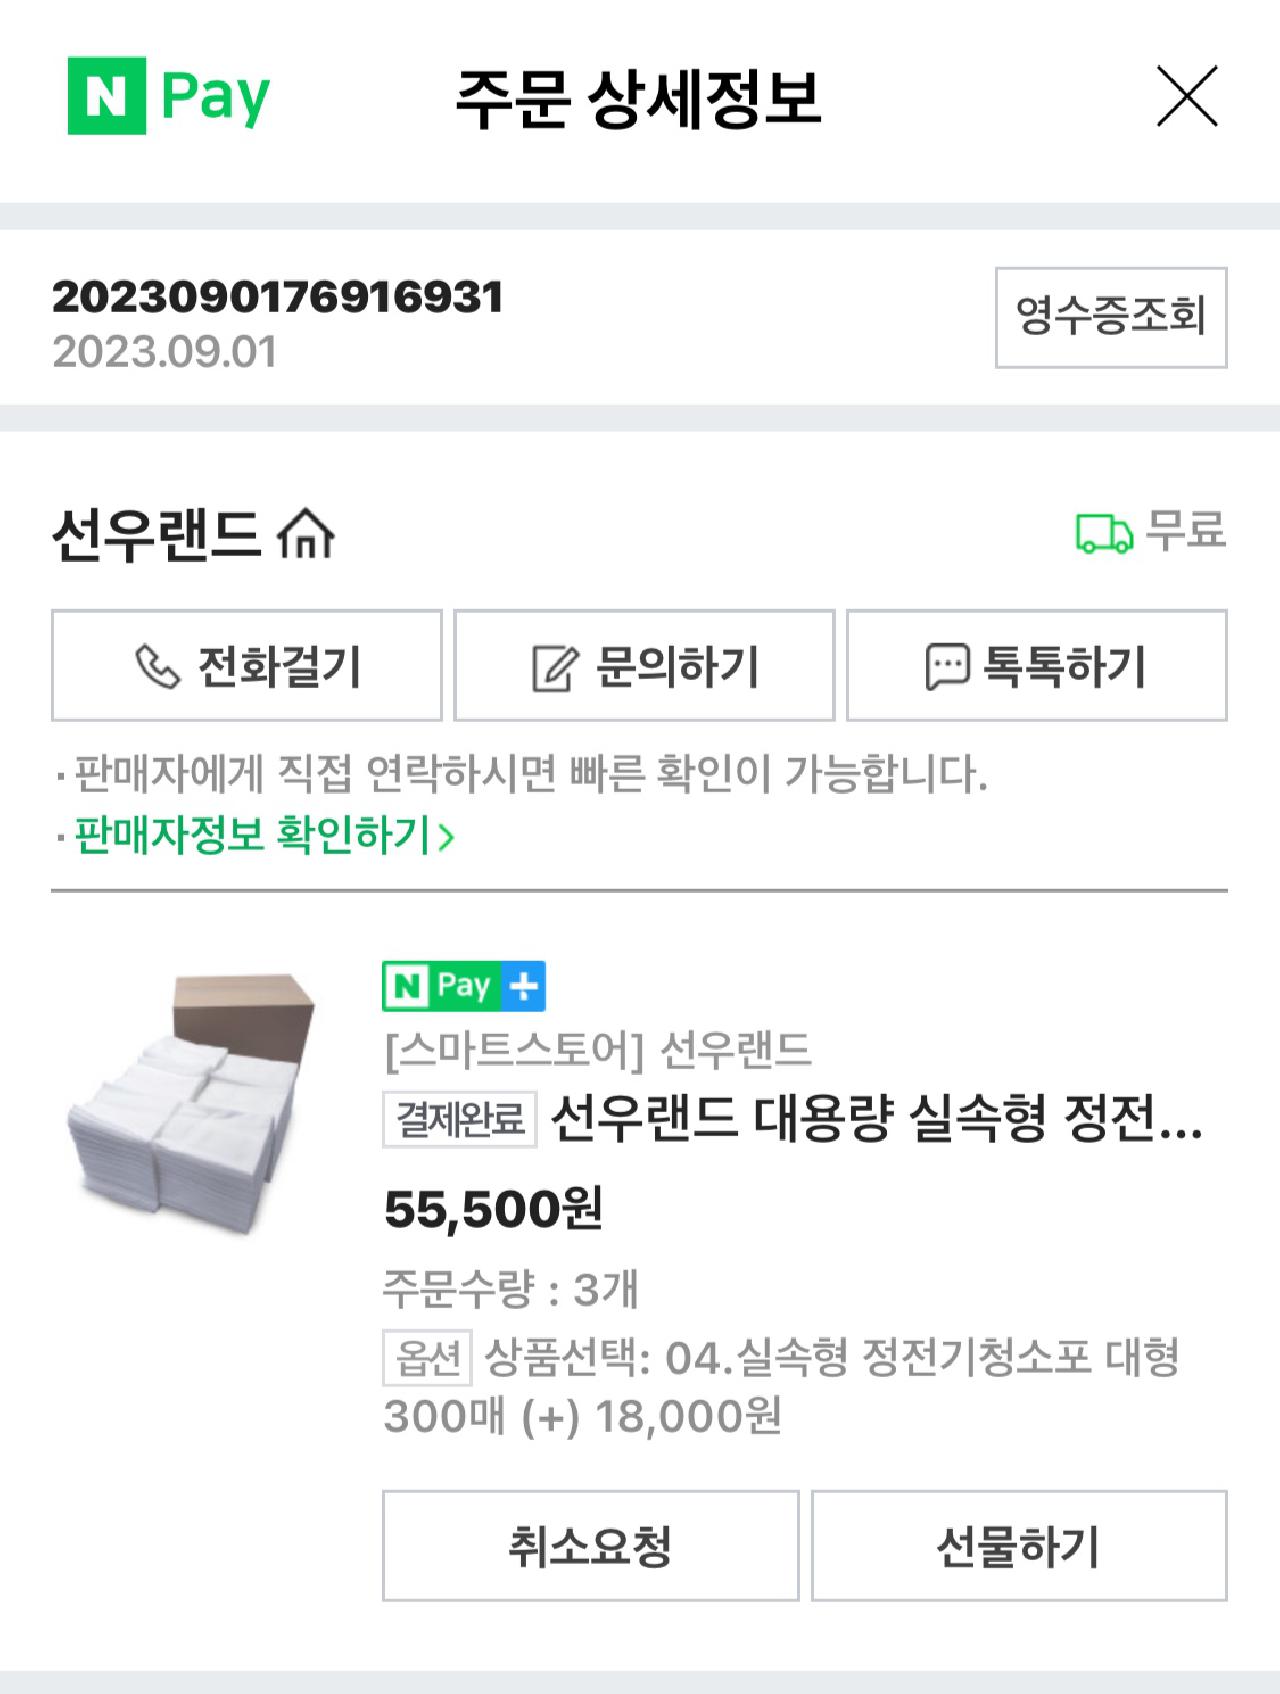 N Pay 주문 상세정보
2023090176916931
2023.09.01
영수증조회
선우랜드
무료
전화걸기 문의하기 톡톡하기
· 판매자에게 직접 연락하시면 빠른 확인이 가능합니다.
· 판매자정보 확인하기 >
N Pay +
[스마트스토어] 선우랜드
결제완료 선우랜드 대용량 실속형 정전...
55,500원
주문수량 : 3개
옵션 상품선택: 04.실속형 정전기청소포 대형
300매 (+) 18,000원
취소요청 선물하기